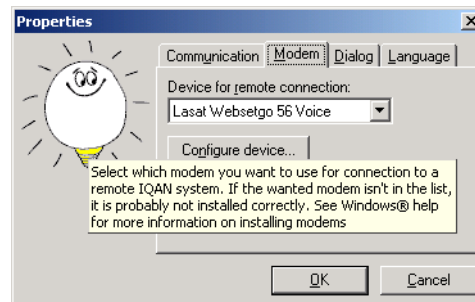 Properties
Communication Modem Dialog Language
Device for remote connection:
Lasat Websetgo 56 Voice
Configure device...
Select which modem you want to use for connection to a
remote IQAN system. If the wanted modem isn't in the list,
it is probably not installed correctly. See Windows® help
for more information on installing modems
OK Cancel